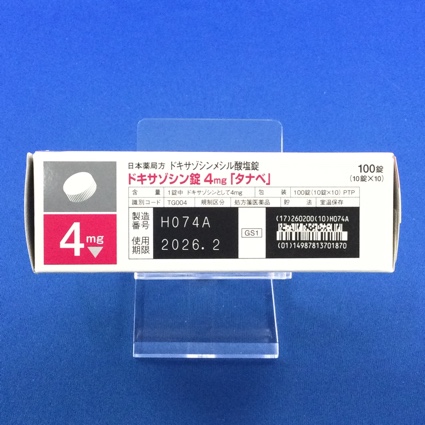 日本薬局方 ドキサゾシンメシル酸塩錠
ドキサゾシン錠4mg「タナベ」
100錠
(10錠×10)
含 量 1錠中 ドキサゾシンとして4mg 包 装 100錠(10錠×10) PTP
識別コード TG004 規制区分 処方箋医薬品 貯 法 室温保存
4mg
製造番号 H074A
使用期限 2026.2
GS1
(17)260200(10)H074A
(01)14987813701870